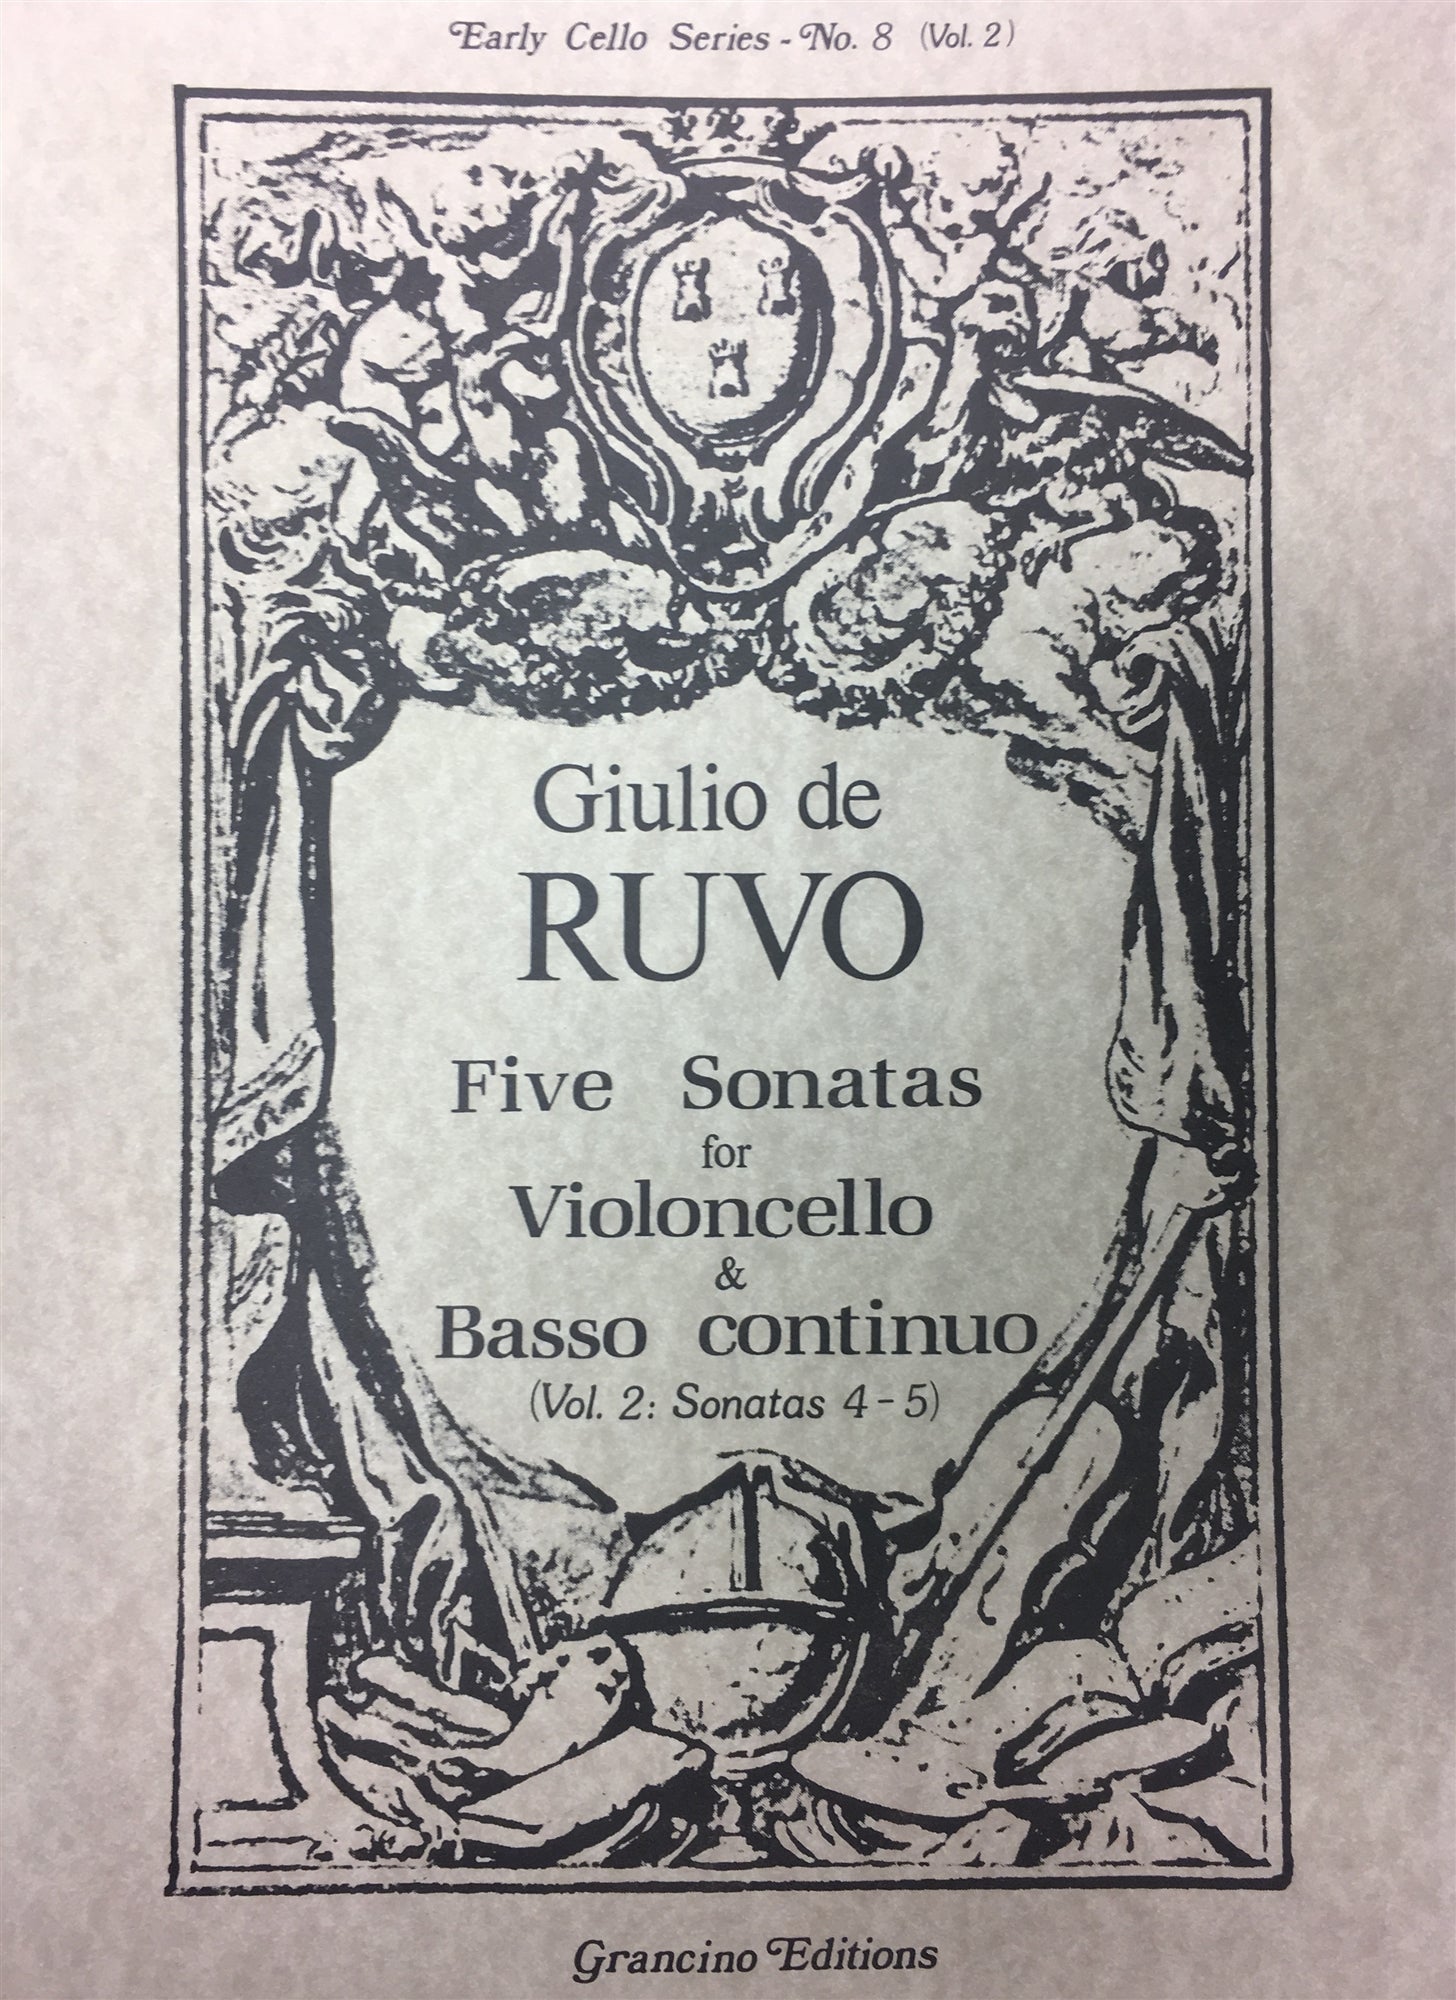 Early Cello Series - No. 8 (Vol. 2)
Giulio de
RUVO
Five Sonatas
for
Violoncello
&
Basso continuo
(Vol. 2: Sonatas 4 - 5)
Grancino Editions